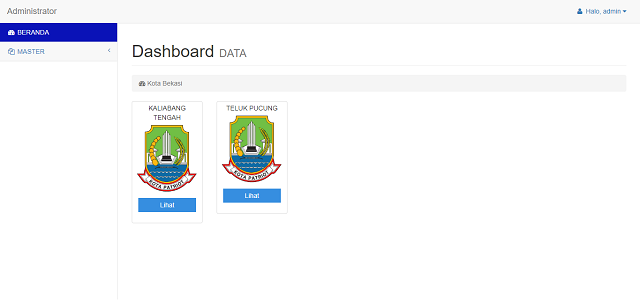 Administrator
Halo, admin
BERANDA
MASTER
Dashboard DATA
Kota Bekasi
KALIABANG
TENGAH
KOTA PATRIOT
Lihat
TELUK PUCUNG
KOTA PATRIOT
Lihat